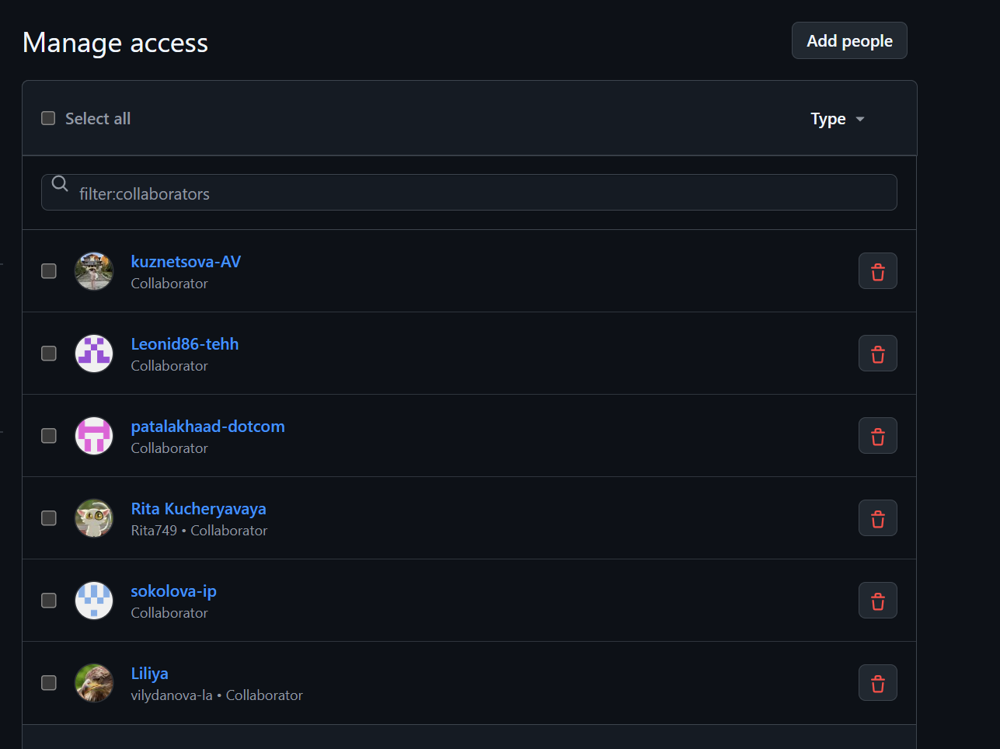 Manage access
Add people
Select all
Type
filter:collaborators
kuznetsova-AV
Collaborator
Leonid86-tehh
Collaborator
patalakhaad-dotcom
Collaborator
Rita Kucheryavaya
Rita749 • Collaborator
sokolova-ip
Collaborator
Liliya
vilydanova-la • Collaborator